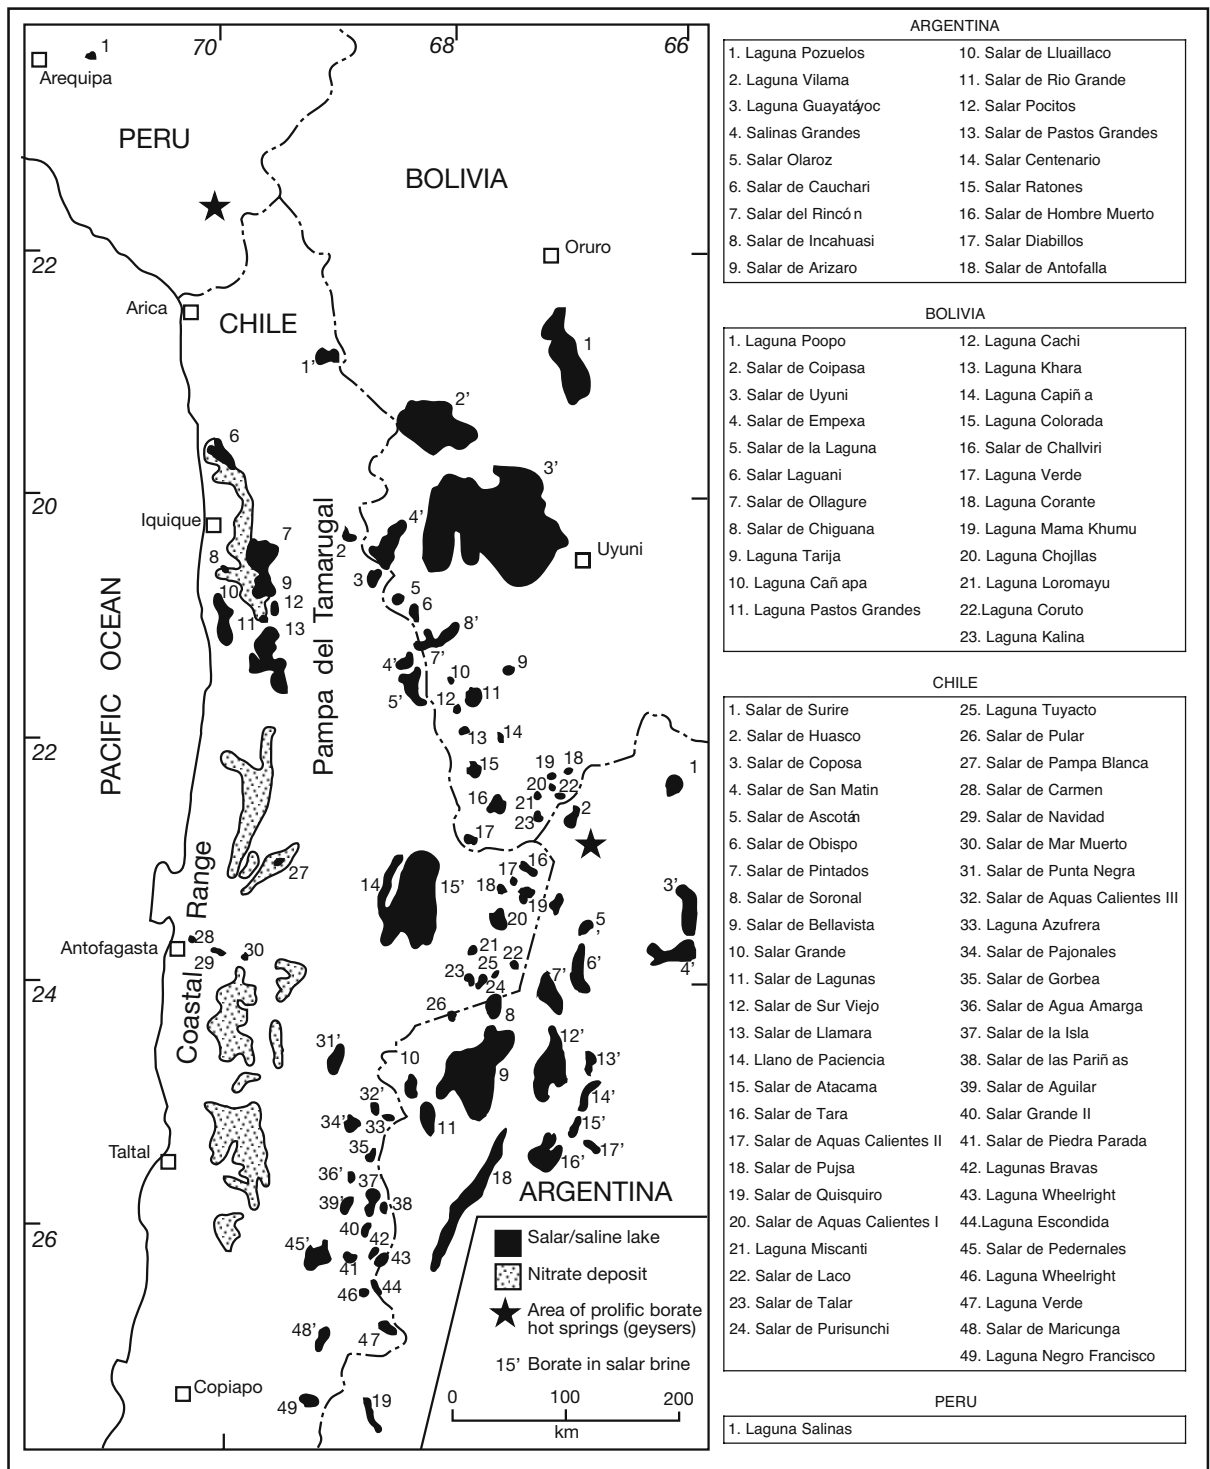 70
68
66
1
Arequipa
PERU
BOLIVIA
22
Oruro
Arica
CHILE
1'
1
2'
6
3'
20
Iquique
7
4'
2
Uyuni
8
3
9
5
10
12
6
11
13
8'
PACIFIC OCEAN
Pampa del Tamarugal
4'
7'
9
10
5'
12
11
13
14
22
15
19
18
1
20
22
16
21
2
23
17
16
17
27
14
15'
18
3'
19
Coastal Range
20
5'
28
Antofagasta
30
21
29
22
6'
4'
25
23
7'
24
24
26
8
31'
12'
10
13'
9
32'
14'
34'
33
11
15'
Taltal
35
17'
16'
36'
37
18
ARGENTINA
39'
38
40
26
45'
42
43
41
44
46
48'
47
Copiapo
49
19
Salar/saline lake
Nitrate deposit
Area of prolific borate
hot springs (geysers)
15' Borate in salar brine
0 100 200
km
ARGENTINA
1. Laguna Pozuelos
2. Laguna Vilama
3. Laguna Guayatáyoc
4. Salinas Grandes
5. Salar Olaroz
6. Salar de Cauchari
7. Salar del Rincón
8. Salar de Incahuasi
9. Salar de Arizaro
10. Salar de Lluaillaco
11. Salar de Rio Grande
12. Salar Pocitos
13. Salar de Pastos Grandes
14. Salar Centenario
15. Salar Ratones
16. Salar de Hombre Muerto
17. Salar Diabillos
18. Salar de Antofalla
BOLIVIA
1. Laguna Poopo
2. Salar de Coipasa
3. Salar de Uyuni
4. Salar de Empexa
5. Salar de la Laguna
6. Salar Laguani
7. Salar de Ollagure
8. Salar de Chiguana
9. Laguna Tarija
10. Laguna Cañapa
11. Laguna Pastos Grandes
12. Laguna Cachi
13. Laguna Khara
14. Laguna Capiña
15. Laguna Colorada
16. Salar de Challviri
17. Laguna Verde
18. Laguna Corante
19. Laguna Mama Khumu
20. Laguna Chojllas
21. Laguna Loromayu
22.Laguna Coruto
23. Laguna Kalina
CHILE
1. Salar de Surire
2. Salar de Huasco
3. Salar de Coposa
4. Salar de San Matin
5. Salar de Ascotán
6. Salar de Obispo
7. Salar de Pintados
8. Salar de Soronal
9. Salar de Bellavista
10. Salar Grande
11. Salar de Lagunas
12. Salar de Sur Viejo
13. Salar de Llamara
14. Llano de Paciencia
15. Salar de Atacama
16. Salar de Tara
17. Salar de Aquas Calientes II
18. Salar de Pujsa
19. Salar de Quisquiro
20. Salar de Aquas Calientes I
21. Laguna Miscanti
22. Salar de Laco
23. Salar de Talar
24. Salar de Purisunchi
25. Laguna Tuyacto
26. Salar de Pular
27. Salar de Pampa Blanca
28. Salar de Carmen
29. Salar de Navidad
30. Salar de Mar Muerto
31. Salar de Punta Negra
32. Salar de Aquas Calientes III
33. Laguna Azufrera
34. Salar de Pajonales
35. Salar de Gorbea
36. Salar de Agua Amarga
37. Salar de la Isla
38. Salar de las Pariñas
39. Salar de Aguilar
40. Salar Grande II
41. Salar de Piedra Parada
42. Lagunas Bravas
43. Laguna Wheelright
44.Laguna Escondida
45. Salar de Pedernales
46. Laguna Wheelright
47. Laguna Verde
48. Salar de Maricunga
49. Laguna Negro Francisco
PERU
1. Laguna Salinas